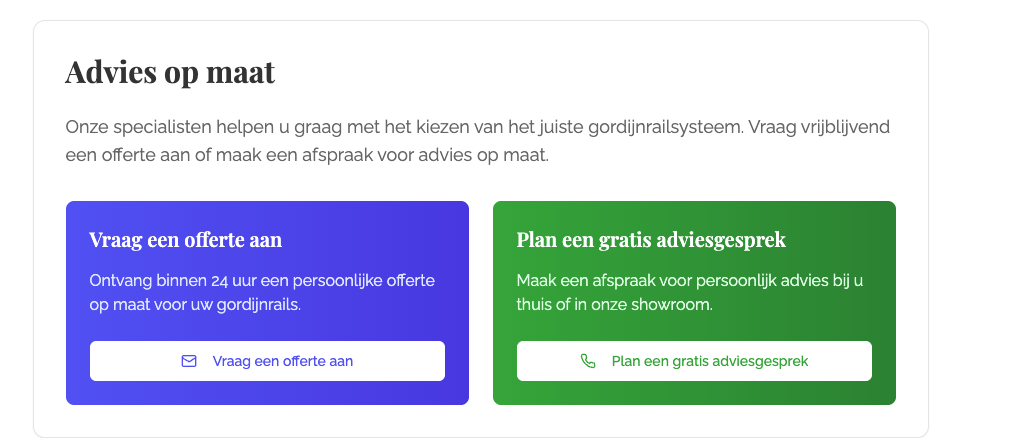 Advies op maat
Onze specialisten helpen u graag met het kiezen van het juiste gordijnrailsysteem. Vraag vrijblijvend
een offerte aan of maak een afspraak voor advies op maat.
Vraag een offerte aan
Ontvang binnen 24 uur een persoonlijke offerte
op maat voor uw gordijnrails.
Vraag een offerte aan
Plan een gratis adviesgesprek
Maak een afspraak voor persoonlijk advies bij u
thuis of in onze showroom.
Plan een gratis adviesgesprek